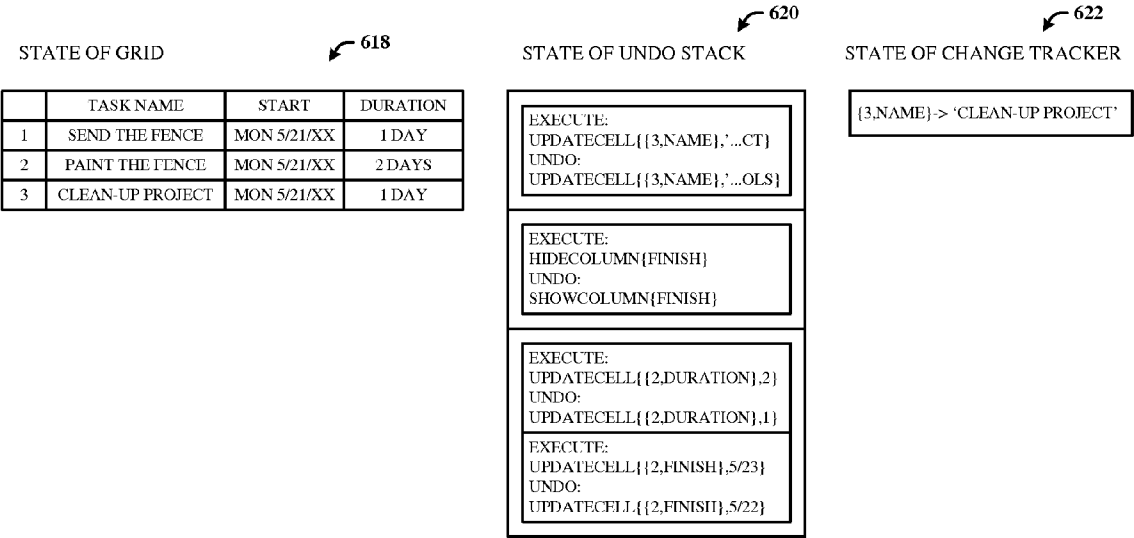 618
620
622
STATE OF GRID
STATE OF UNDO STACK
STATE OF CHANGE TRACKER
TASK NAME START DURATION
1 SEND THE FENCE MON 5/21/XX 1 DAY
2 PAINT THE FENCE MON 5/21/XX 2 DAYS
3 CLEAN-UP PROJECT MON 5/21/XX 1 DAY
EXECUTE:
UPDATECELL{{3,NAME},'...CT}
UNDO:
UPDATECELL{{3,NAME},'...OLS}
EXECUTE:
HIDECOLUMN{FINISH}
UNDO:
SHOWCOLUMN{FINISH}
EXECUTE:
UPDATECELL{{2,DURATION},2}
UNDO:
UPDATECELL{{2,DURATION},1}
EXECUTE:
UPDATECELL{{2,FINISH},5/23}
UNDO:
UPDATECELL{{2,FINISH},5/22}
{3,NAME}-> ‘CLEAN-UP PROJECT’